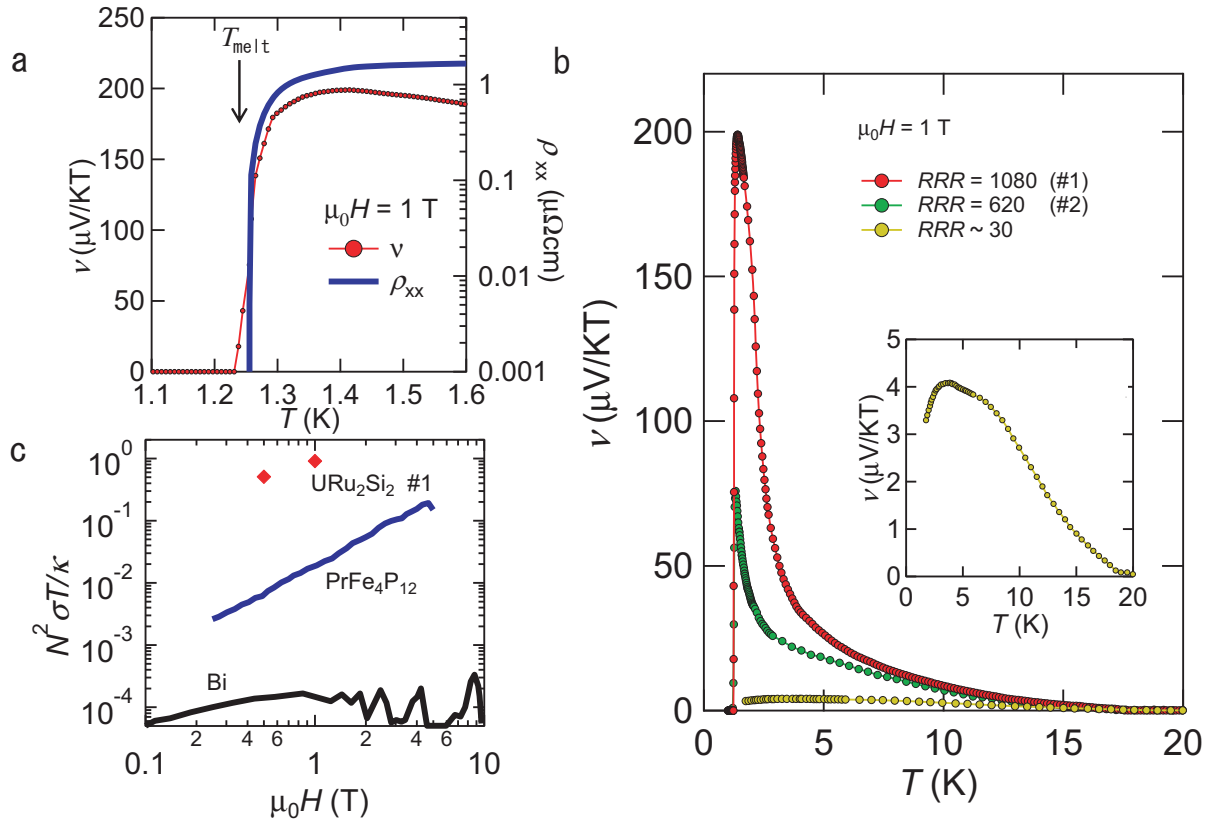 a
250
200
150
100
50
0
ν (μV/KT)
T_melt
1
0.1
0.01
0.001
ρ_xx (μΩcm)
μ₀H = 1 T
ν
ρ_xx
1.1 1.2 1.3 1.4 1.5 1.6
T (K)
b
200
150
100
50
0
ν (μV/KT)
μ₀H = 1 T
RRR = 1080 (#1)
RRR = 620 (#2)
RRR ~ 30
5
4
3
2
1
0
ν (μV/KT)
0 5 10 15 20
T (K)
0 5 10 15 20
T (K)
c
10⁰
10⁻¹
10⁻²
10⁻³
10⁻⁴
N² σT/κ
URu₂Si₂ #1
PrFe₄P₁₂
Bi
2 4 6 2 4 6
0.1 1 10
μ₀H (T)